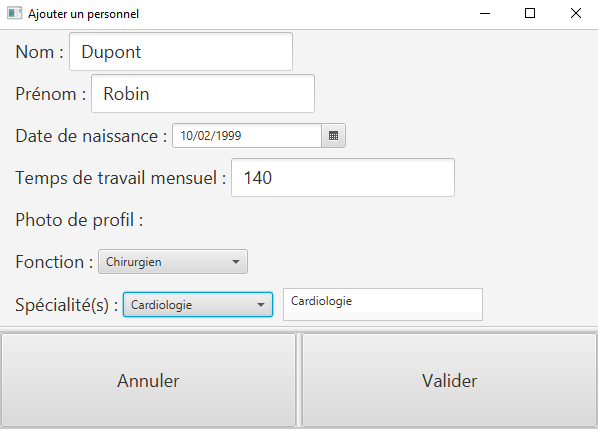 Ajouter un personnel
Nom : Dupont
Prénom : Robin
Date de naissance : 10/02/1999
Temps de travail mensuel : 140
Photo de profil :
Fonction : Chirurgien
Spécialité(s) : Cardiologie Cardiologie
Annuler Valider